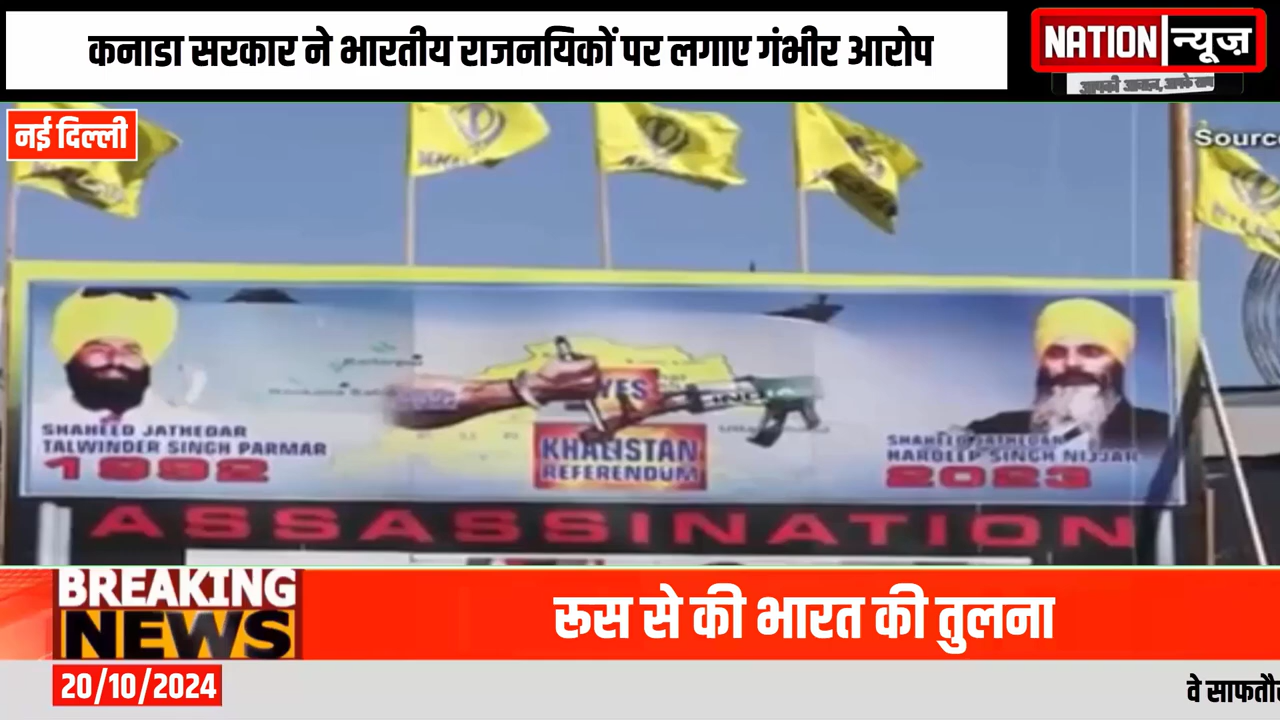 कनाडा सरकार ने भारतीय राजनयिकों पर लगाए गंभीर आरोप
NATION न्यूज़
नई दिल्ली
Source
YES
INDIA
KHALISTAN
REFERENDUM
SHAHEED JATHEDAR
TALWINDER SINGH PARMAR
1992
SHAHEED JATHEDAR
HARDEEP SINGH NIJJAR
2023
ASSASSINATION
BREAKING
NEWS
रूस से की भारत की तुलना
20/10/2024
वे साफतौर